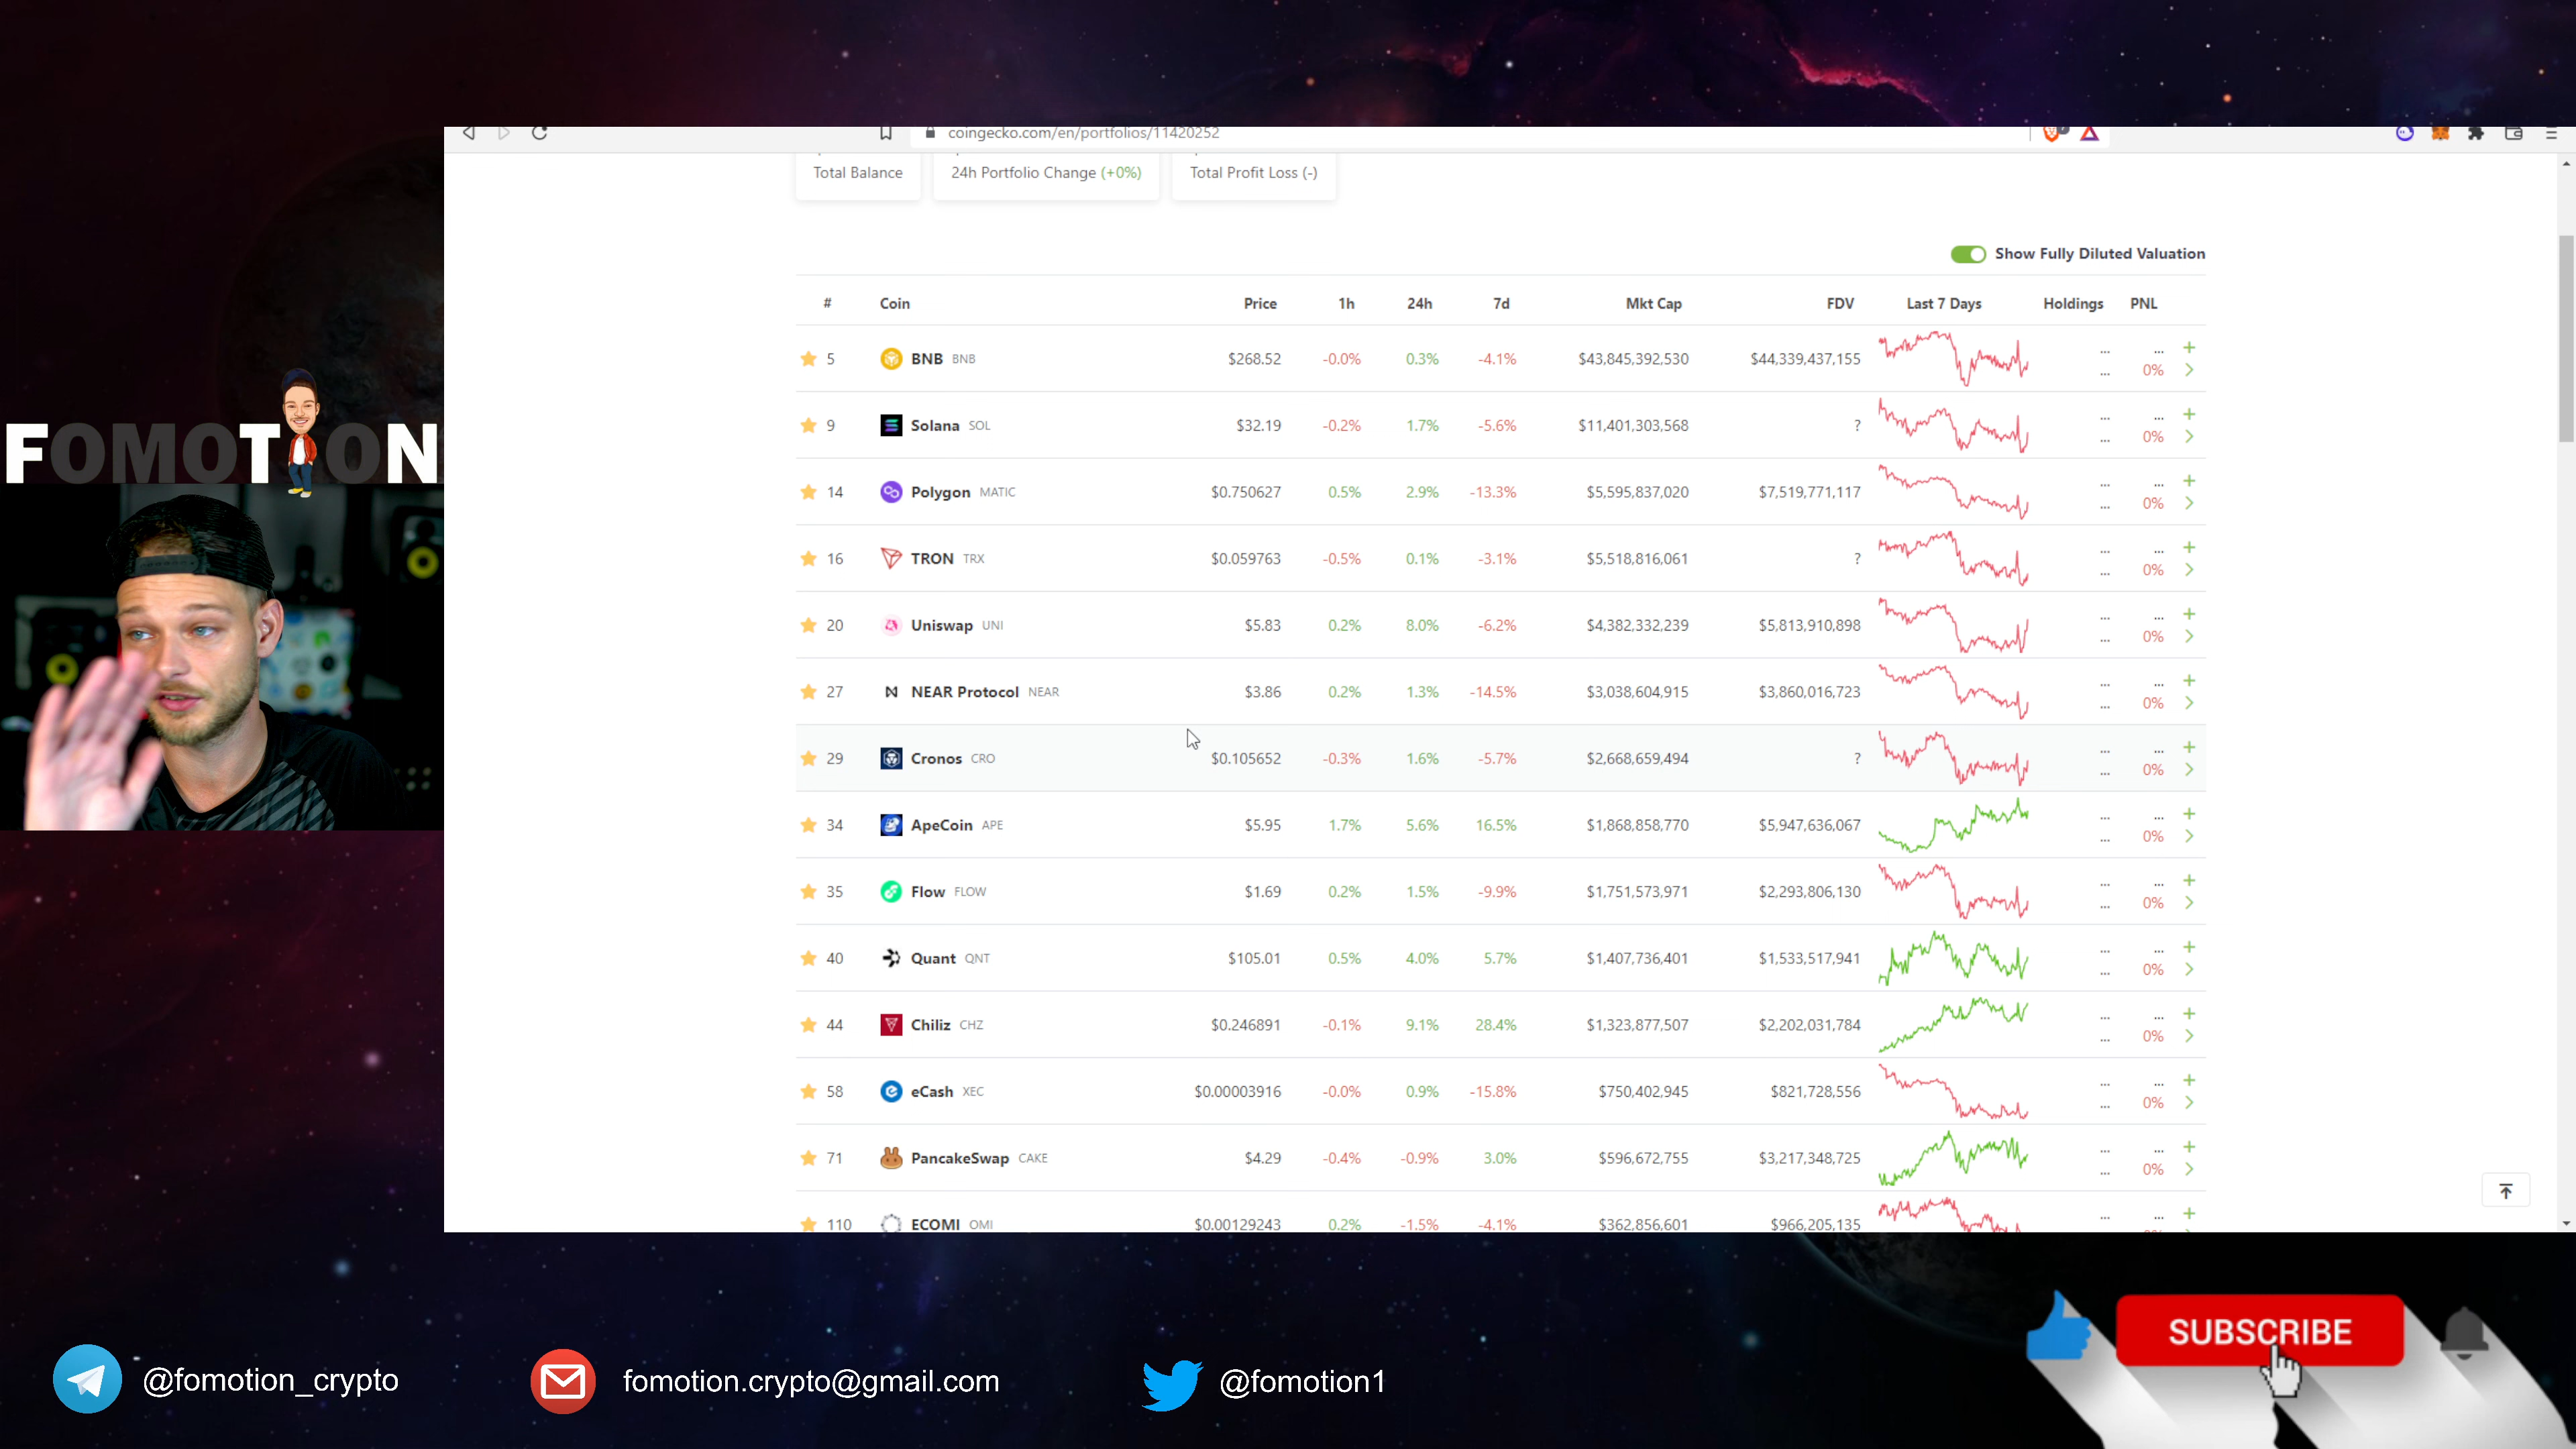 coingecko.com/en/portfolios/11420252
Total Balance
24h Portfolio Change (+0%)
Total Profit Loss (-)
Show Fully Diluted Valuation
# Coin Price 1h 24h 7d Mkt Cap FDV Last 7 Days Holdings PNL
5 BNB BNB $268.52 -0.0% 0.3% -4.1% $43,845,392,530 $44,339,437,155 ... ... ... 0%
9 Solana SOL $32.19 -0.2% 1.7% -5.6% $11,401,303,568 ? ... ... ... 0%
14 Polygon MATIC $0.750627 0.5% 2.9% -13.3% $5,595,837,020 $7,519,771,117 ... ... ... 0%
16 TRON TRX $0.059763 -0.5% 0.1% -3.1% $5,518,816,061 ? ... ... ... 0%
20 Uniswap UNI $5.83 0.2% 8.0% -6.2% $4,382,332,239 $5,813,910,898 ... ... ... 0%
27 NEAR Protocol NEAR $3.86 0.2% 1.3% -14.5% $3,038,604,915 $3,860,016,723 ... ... ... 0%
29 Cronos CRO $0.105652 -0.3% 1.6% -5.7% $2,668,659,494 ? ... ... ... 0%
34 ApeCoin APE $5.95 1.7% 5.6% 16.5% $1,868,858,770 $5,947,636,067 ... ... ... 0%
35 Flow FLOW $1.69 0.2% 1.5% -9.9% $1,751,573,971 $2,293,806,130 ... ... ... 0%
40 Quant QNT $105.01 0.5% 4.0% 5.7% $1,407,736,401 $1,533,517,941 ... ... ... 0%
44 Chiliz CHZ $0.246891 -0.1% 9.1% 28.4% $1,323,877,507 $2,202,031,784 ... ... ... 0%
58 eCash XEC $0.00003916 -0.0% 0.9% -15.8% $750,402,945 $821,728,556 ... ... ... 0%
71 PancakeSwap CAKE $4.29 -0.4% -0.9% 3.0% $596,672,755 $3,217,348,725 ... ... ... 0%
110 ECOMI OMI $0.00129243 0.2% -1.5% -4.1% $362,856,601 $966,205,135 ... ...
FOMOTION
@fomotion_crypto
fomotion.crypto@gmail.com
@fomotion1
SUBSCRIBE